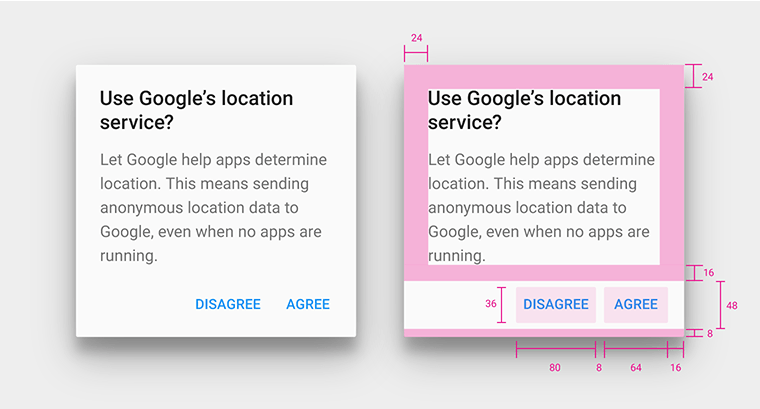 Use Google’s location
service?
Let Google help apps determine
location. This means sending
anonymous location data to
Google, even when no apps are
running.
DISAGREE AGREE
24
24
Use Google’s location
service?
Let Google help apps determine
location. This means sending
anonymous location data to
Google, even when no apps are
running.
16
36 DISAGREE AGREE 48
8
80 8 64 16